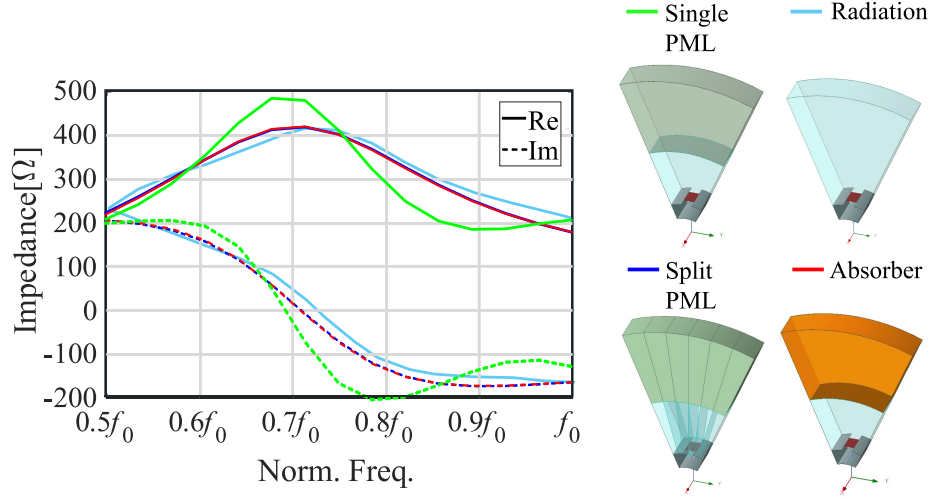 Single
PML
Radiation
Impedance[Ω]
500
400
300
200
100
0
-100
-200
Re
Im
0.5f0
0.6f0
0.7f0
0.8f0
0.9f0
f0
Norm. Freq.
Split
PML
Absorber